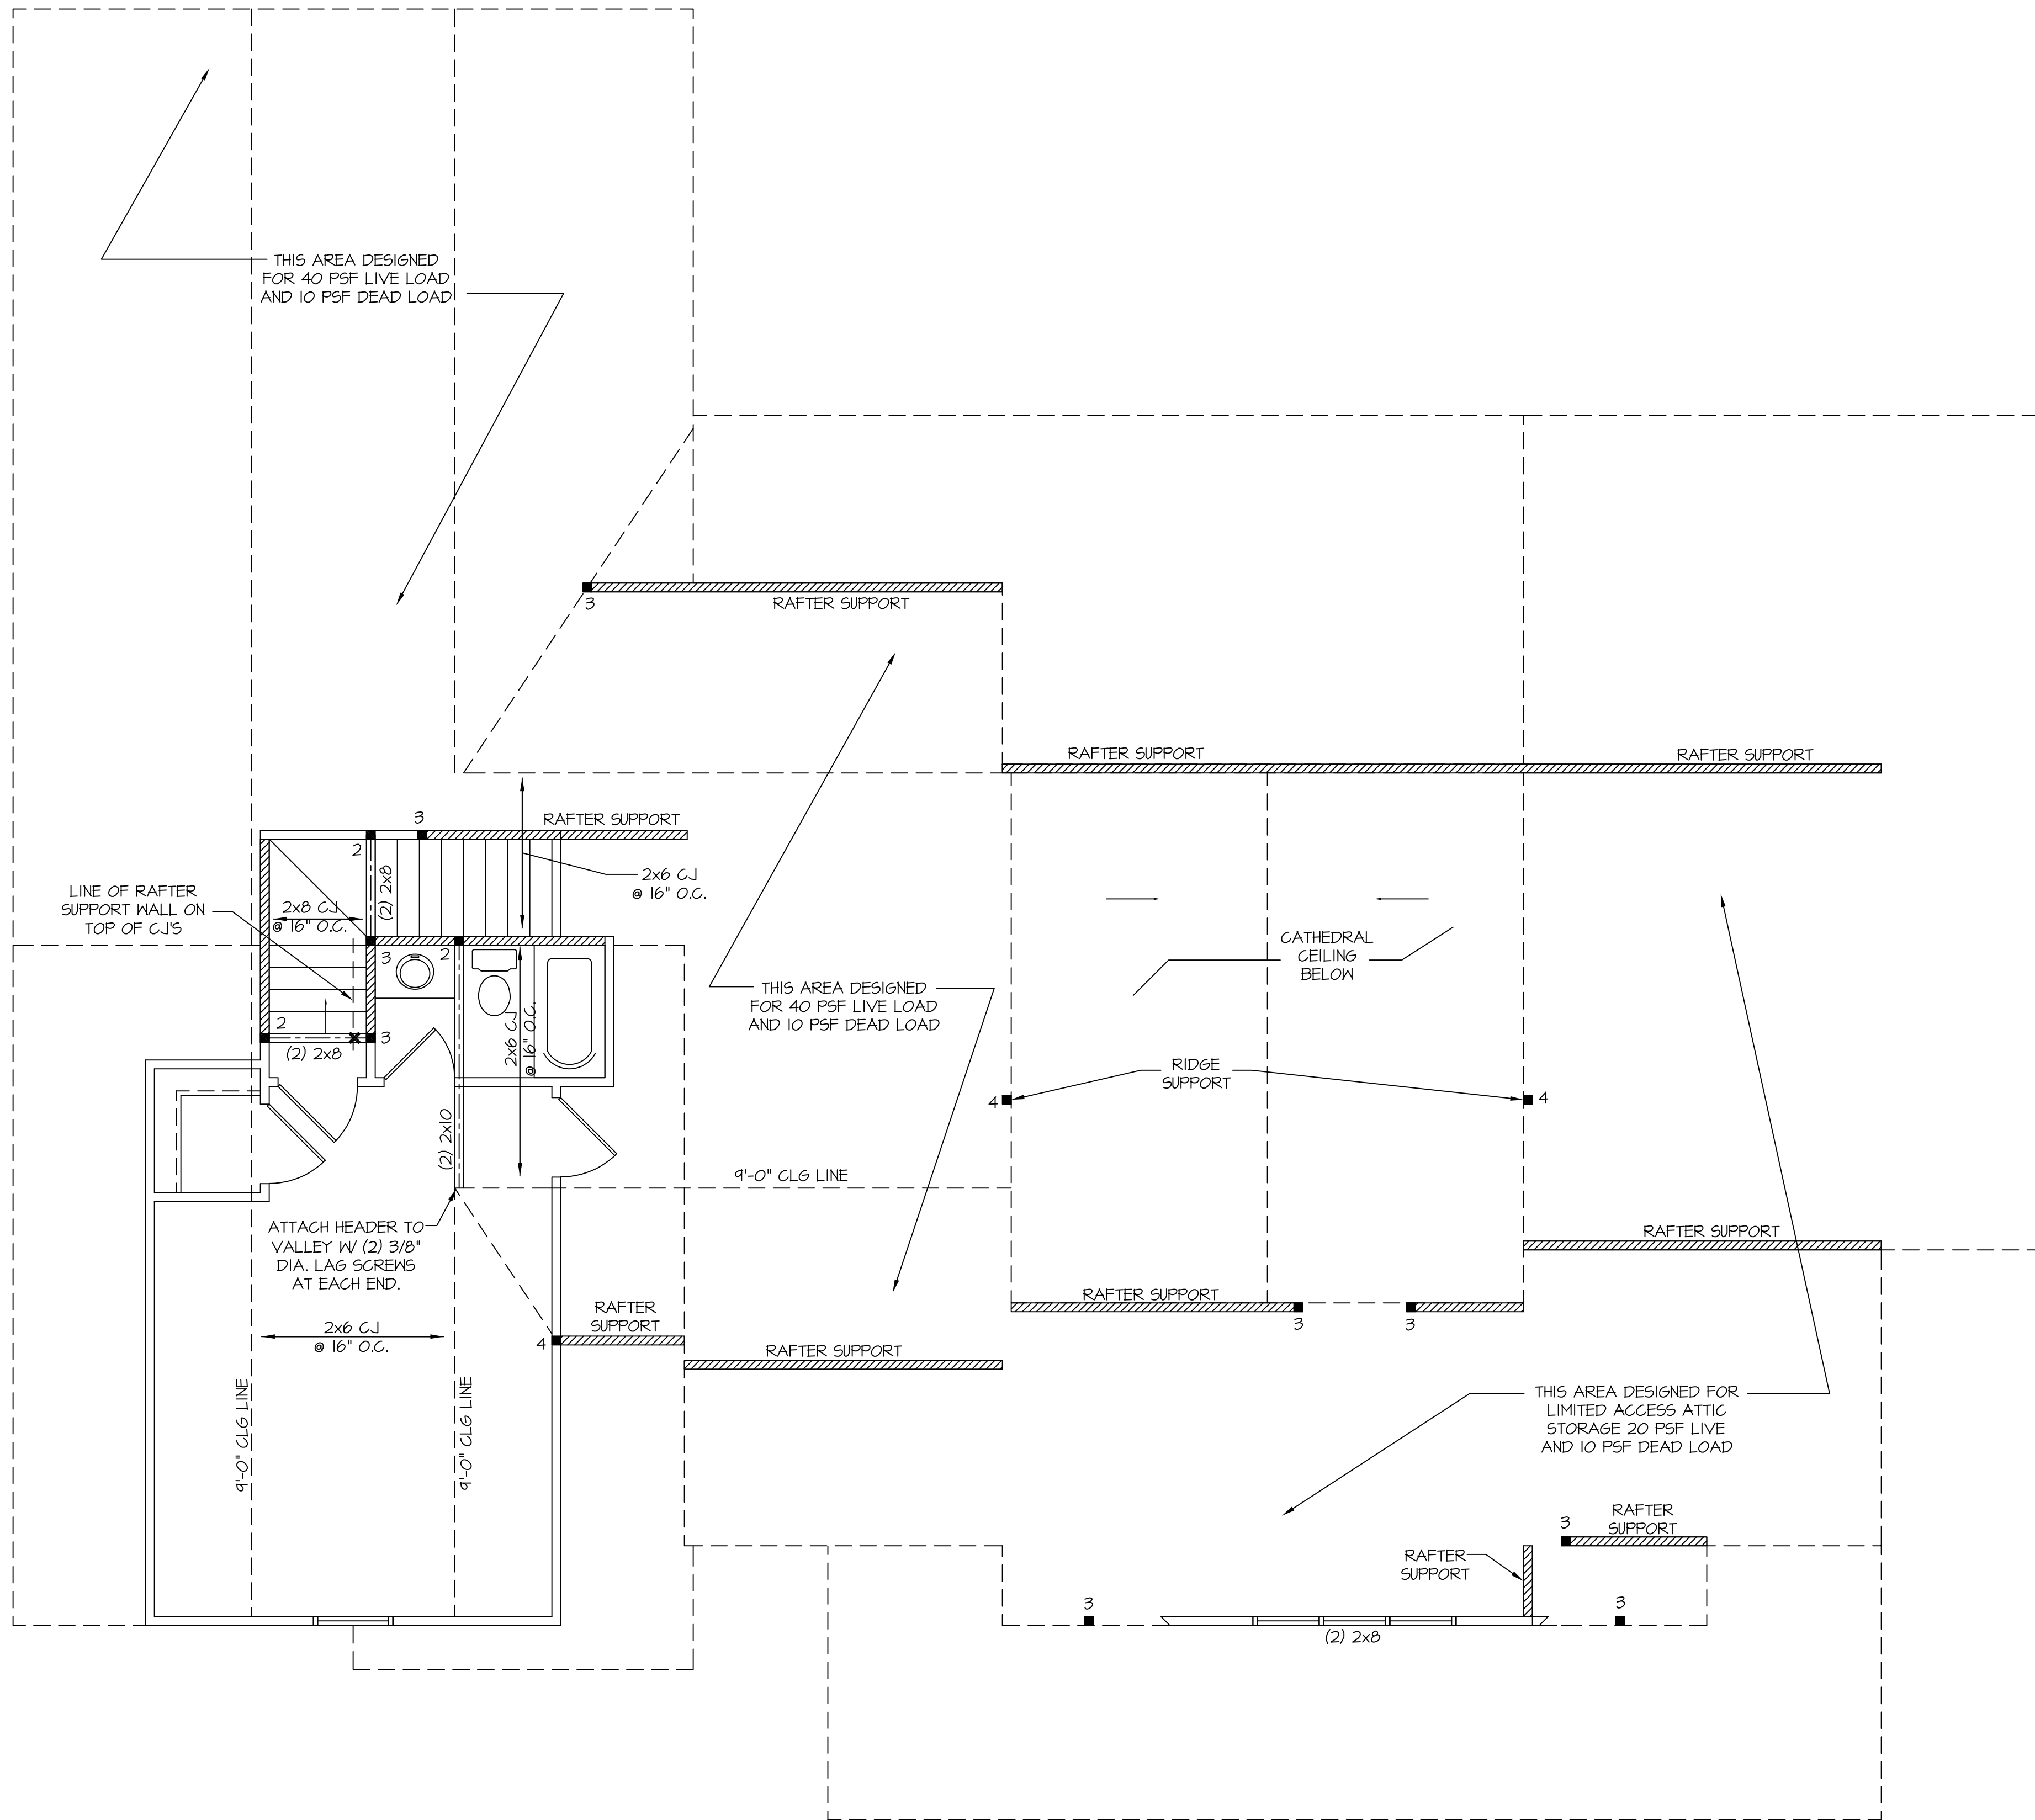 THIS AREA DESIGNED
FOR 40 PSF LIVE LOAD
AND 10 PSF DEAD LOAD
3
RAFTER SUPPORT
RAFTER SUPPORT
RAFTER SUPPORT
3
RAFTER SUPPORT
2
(2) 2x8
2x6 CJ
@ 16" O.C.
LINE OF RAFTER
SUPPORT WALL ON
TOP OF CJ'S
2x8 CJ
@ 16" O.C.
3
2
2
3
(2) 2x8
2x6 CJ
@ 16" O.C.
(2) 2x10
CATHEDRAL
CEILING
BELOW
THIS AREA DESIGNED
FOR 40 PSF LIVE LOAD
AND 10 PSF DEAD LOAD
RIDGE
SUPPORT
4
4
9'-0" CLG LINE
ATTACH HEADER TO
VALLEY W/ (2) 3/8"
DIA. LAG SCREWS
AT EACH END.
RAFTER SUPPORT
RAFTER SUPPORT
3
3
RAFTER
SUPPORT
4
2x6 CJ
@ 16" O.C.
RAFTER SUPPORT
9'-0" CLG LINE
9'-0" CLG LINE
THIS AREA DESIGNED FOR
LIMITED ACCESS ATTIC
STORAGE 20 PSF LIVE
AND 10 PSF DEAD LOAD
3
RAFTER
SUPPORT
RAFTER
SUPPORT
3
3
(2) 2x8